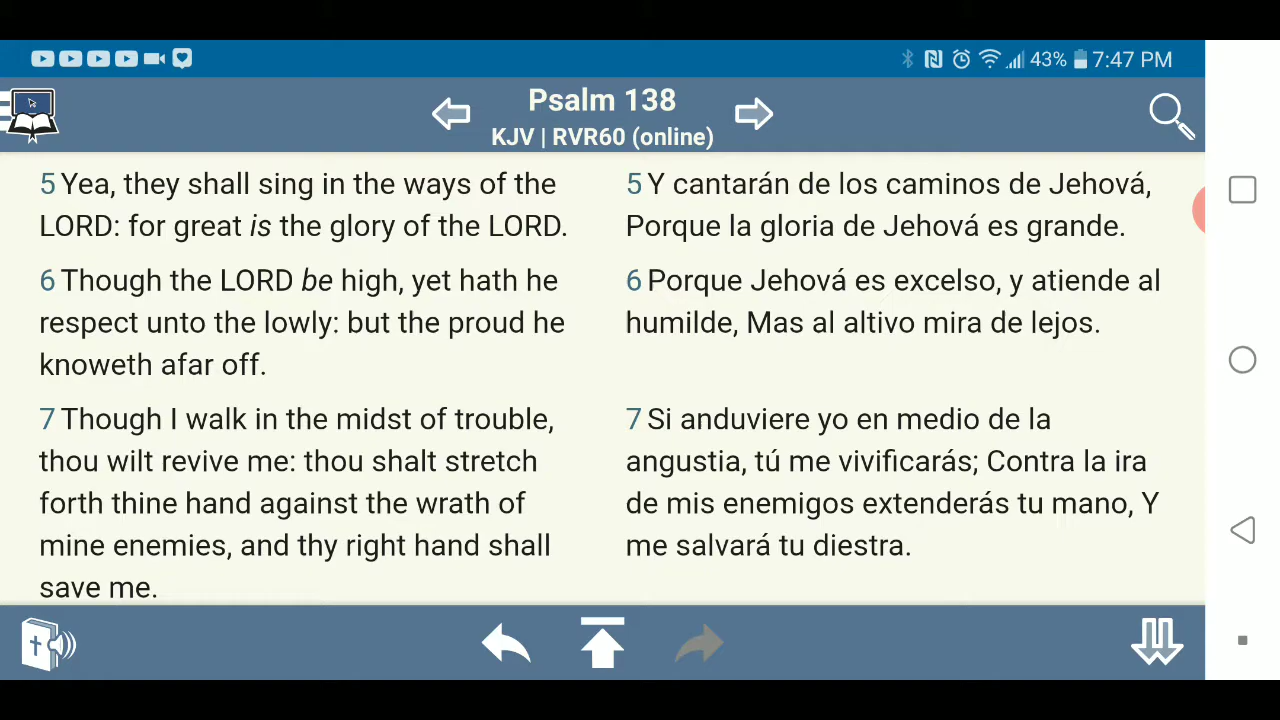 43% 7:47 PM
Psalm 138
KJV | RVR60 (online)
5 Yea, they shall sing in the ways of the
LORD: for great is the glory of the LORD.
6 Though the LORD be high, yet hath he
respect unto the lowly: but the proud he
knoweth afar off.
7 Though I walk in the midst of trouble,
thou wilt revive me: thou shalt stretch
forth thine hand against the wrath of
mine enemies, and thy right hand shall
save me.
5 Y cantarán de los caminos de Jehová,
Porque la gloria de Jehová es grande.
6 Porque Jehová es excelso, y atiende al
humilde, Mas al altivo mira de lejos.
7 Si anduviere yo en medio de la
angustia, tú me vivificarás; Contra la ira
de mis enemigos extenderás tu mano, Y
me salvará tu diestra.